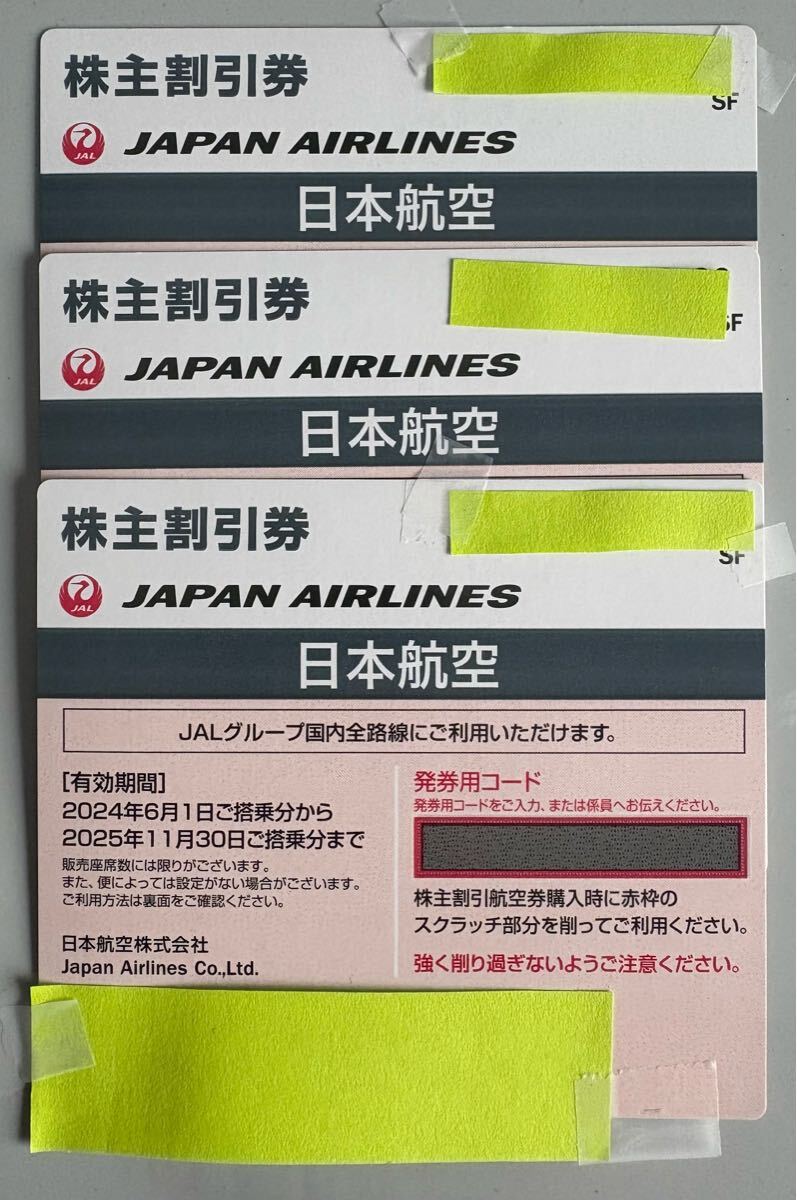 株主割引券
SF
JAL JAPAN AIRLINES
日本航空
株主割引券
SF
JAL JAPAN AIRLINES
日本航空
株主割引券
SF
JAL JAPAN AIRLINES
日本航空
JALグループ国内全路線にご利用いただけます。
[有効期間]
2024年6月1日ご搭乗分から
2025年11月30日ご搭乗分まで
販売座席数には限りがございます。
また、便によっては設定がない場合がございます。
ご利用方法は裏面をご確認ください。
日本航空株式会社
Japan Airlines Co.,Ltd.
発券用コード
発券用コードをご入力、または係員へお伝えください。
株主割引航空券購入時に赤枠の
スクラッチ部分を削ってご利用ください。
強く削り過ぎないようご注意ください。